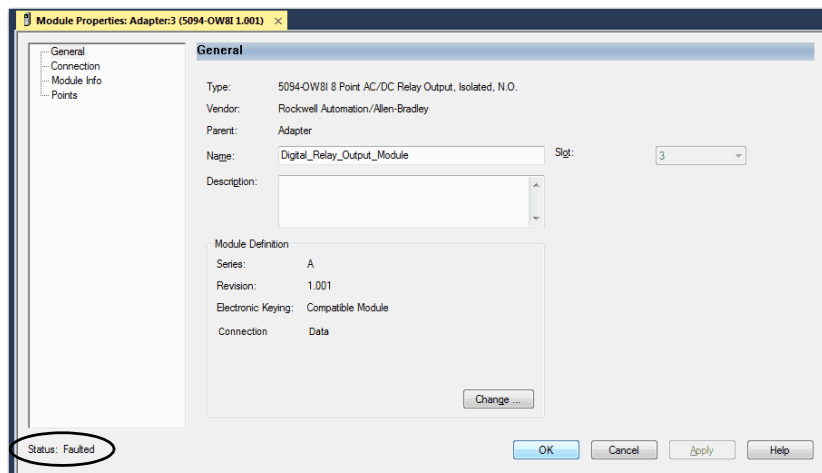 Module Properties: Adapter:3 (5094-OW8I 1.001) ×
General
Connection
Module Info
Points
General
Type: 5094-OW8I 8 Point AC/DC Relay Output, Isolated, N.O.
Vendor: Rockwell Automation/Allen-Bradley
Parent: Adapter
Name: Digital_Relay_Output_Module Slot: 3
Description:
Module Definition
Series: A
Revision: 1.001
Electronic Keying: Compatible Module
Connection Data
Change ...
Status: Faulted OK Cancel Apply Help